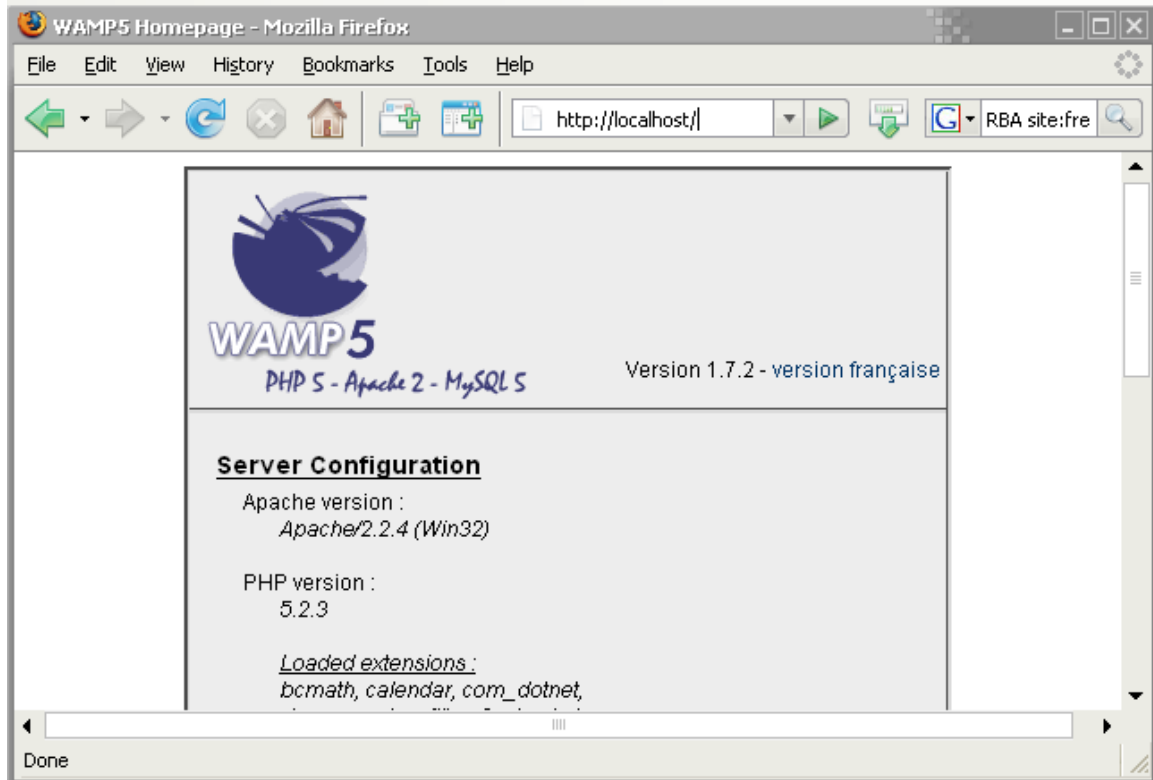 WAMP5 Homepage - Mozilla Firefox
File Edit View History Bookmarks Tools Help
http://localhost/ G RBA site:fre
WAMP5
PHP 5 - Apache 2 - MySQL 5
Version 1.7.2 - version française
Server Configuration
Apache version :
Apache/2.2.4 (Win32)
PHP version :
5.2.3
Loaded extensions :
bcmath, calendar, com_dotnet,
Done